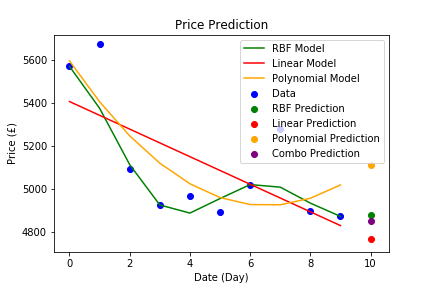 Price Prediction
Price (£)
5600
5400
5200
5000
4800
RBF Model
Linear Model
Polynomial Model
Data
RBF Prediction
Linear Prediction
Polynomial Prediction
Combo Prediction
0 2 4 6 8 10
Date (Day)